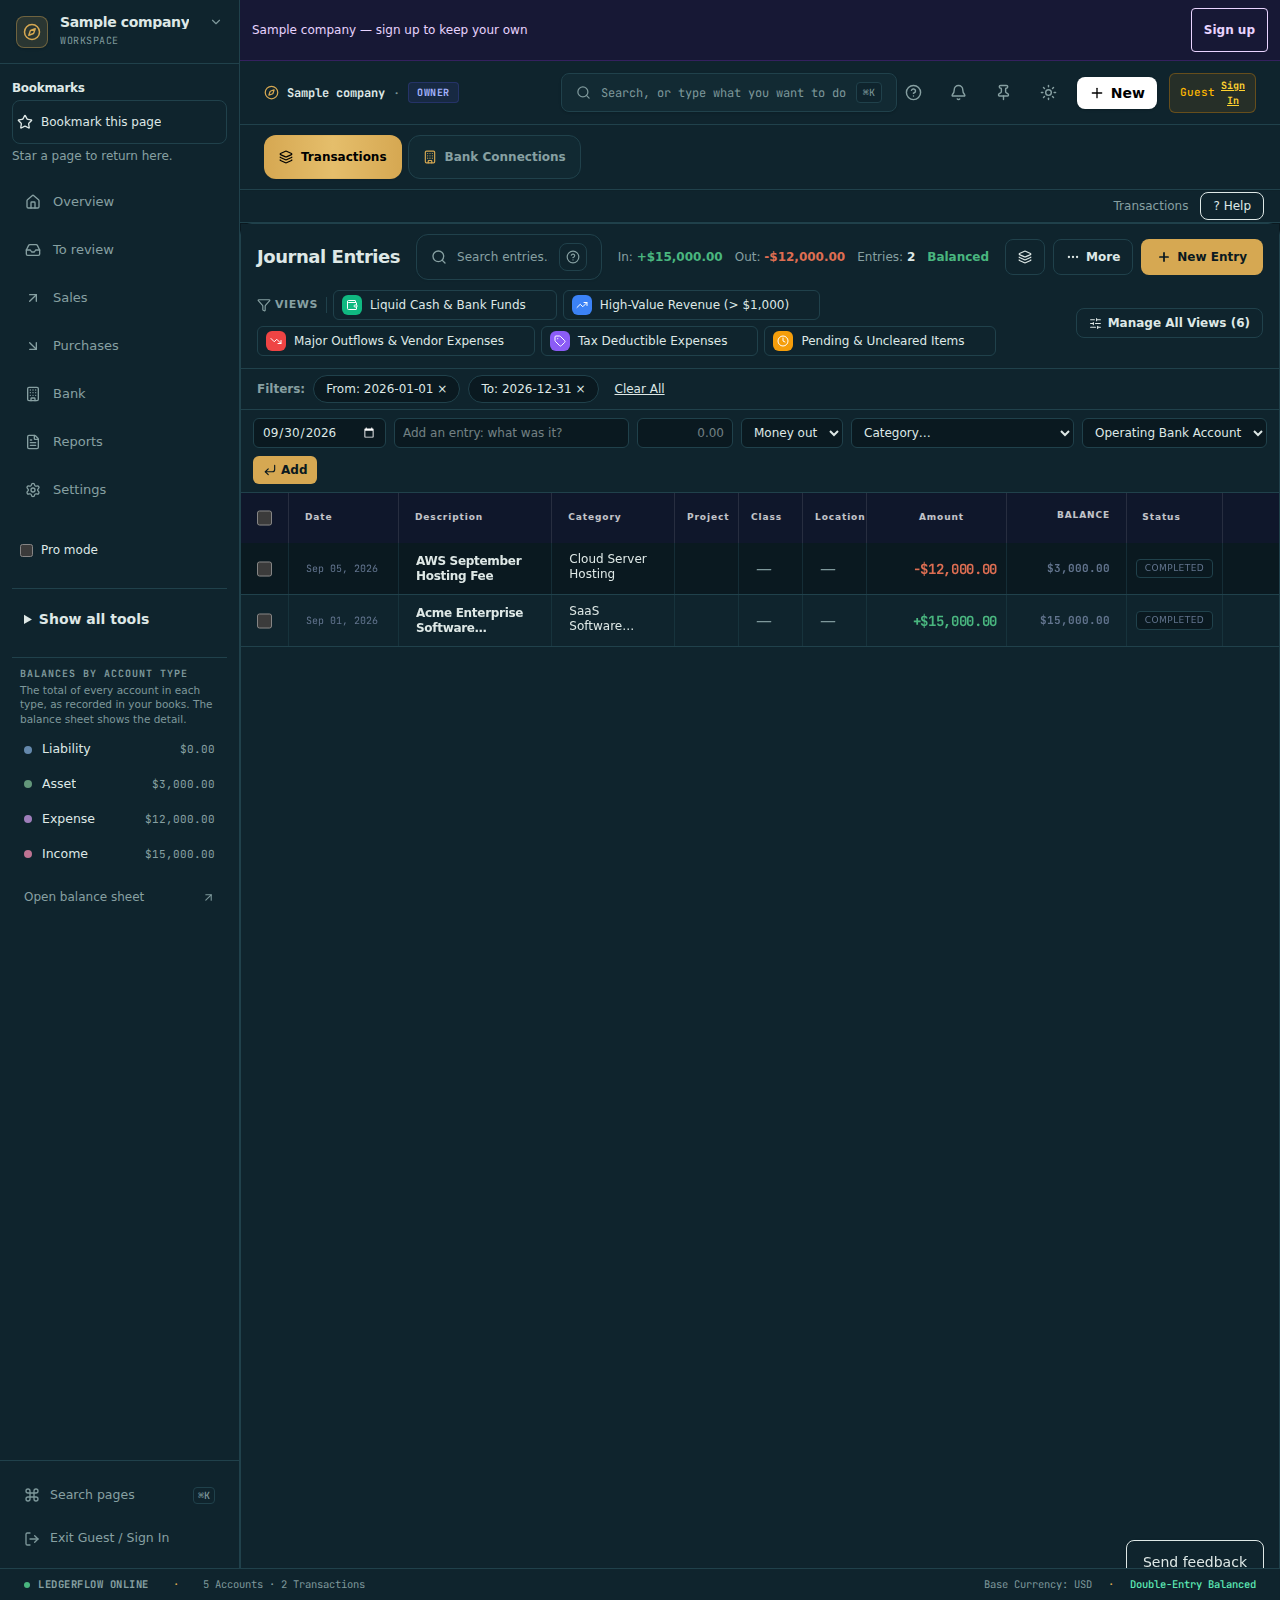 Sample company
WORKSPACE
Bookmarks
Bookmark this page
Star a page to return here.
Overview
To review
Sales
Purchases
Bank
Reports
Settings
Pro mode
Show all tools
BALANCES BY ACCOUNT TYPE
The total of every account in each
type, as recorded in your books. The
balance sheet shows the detail.
Liability $0.00
Asset $3,000.00
Expense $12,000.00
Income $15,000.00
Open balance sheet
Search pages ⌘K
Exit Guest / Sign In
Sample company — sign up to keep your own
Sign up
Sample company · OWNER
Search, or type what you want to do ⌘K
New
Guest Sign In
Transactions
Bank Connections
Transactions ? Help
Journal Entries
Search entries.
In: +$15,000.00 Out: -$12,000.00 Entries: 2 Balanced
More
New Entry
VIEWS
Liquid Cash & Bank Funds
High-Value Revenue (> $1,000)
Major Outflows & Vendor Expenses
Tax Deductible Expenses
Pending & Uncleared Items
Manage All Views (6)
Filters: From: 2026-01-01 × To: 2026-12-31 × Clear All
09/30/2026 Add an entry: what was it? 0.00 Money out Category... Operating Bank Account
Add
Date Description Category Project Class Location Amount BALANCE Status
Sep 05, 2026 AWS September Hosting Fee Cloud Server Hosting — — -$12,000.00 $3,000.00 COMPLETED
Sep 01, 2026 Acme Enterprise Software... SaaS Software... — — +$15,000.00 $15,000.00 COMPLETED
Send feedback
LEDGERFLOW ONLINE · 5 Accounts · 2 Transactions
Base Currency: USD · Double-Entry Balanced